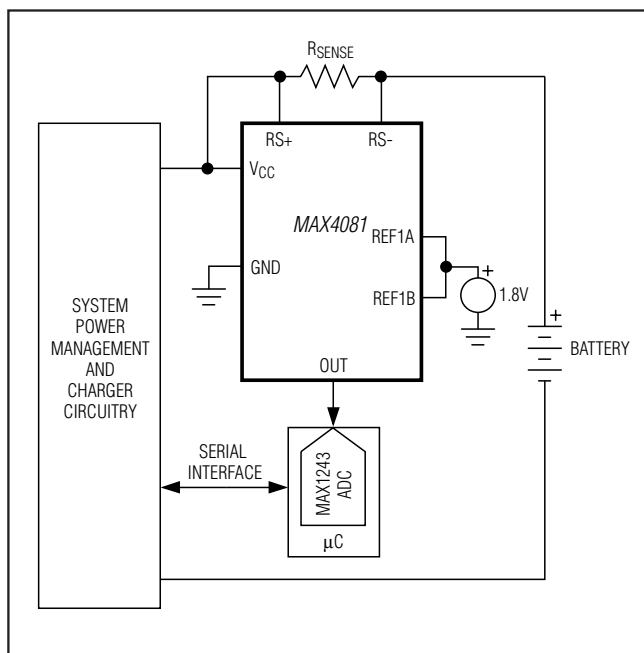 RSENSE
RS+
RS-
VCC
MAX4081
REF1A
GND
+
1.8V
REF1B
SYSTEM
POWER
MANAGEMENT
AND
CHARGER
CIRCUITRY
+
BATTERY
OUT
SERIAL
INTERFACE
MAX1243
ADC
µC